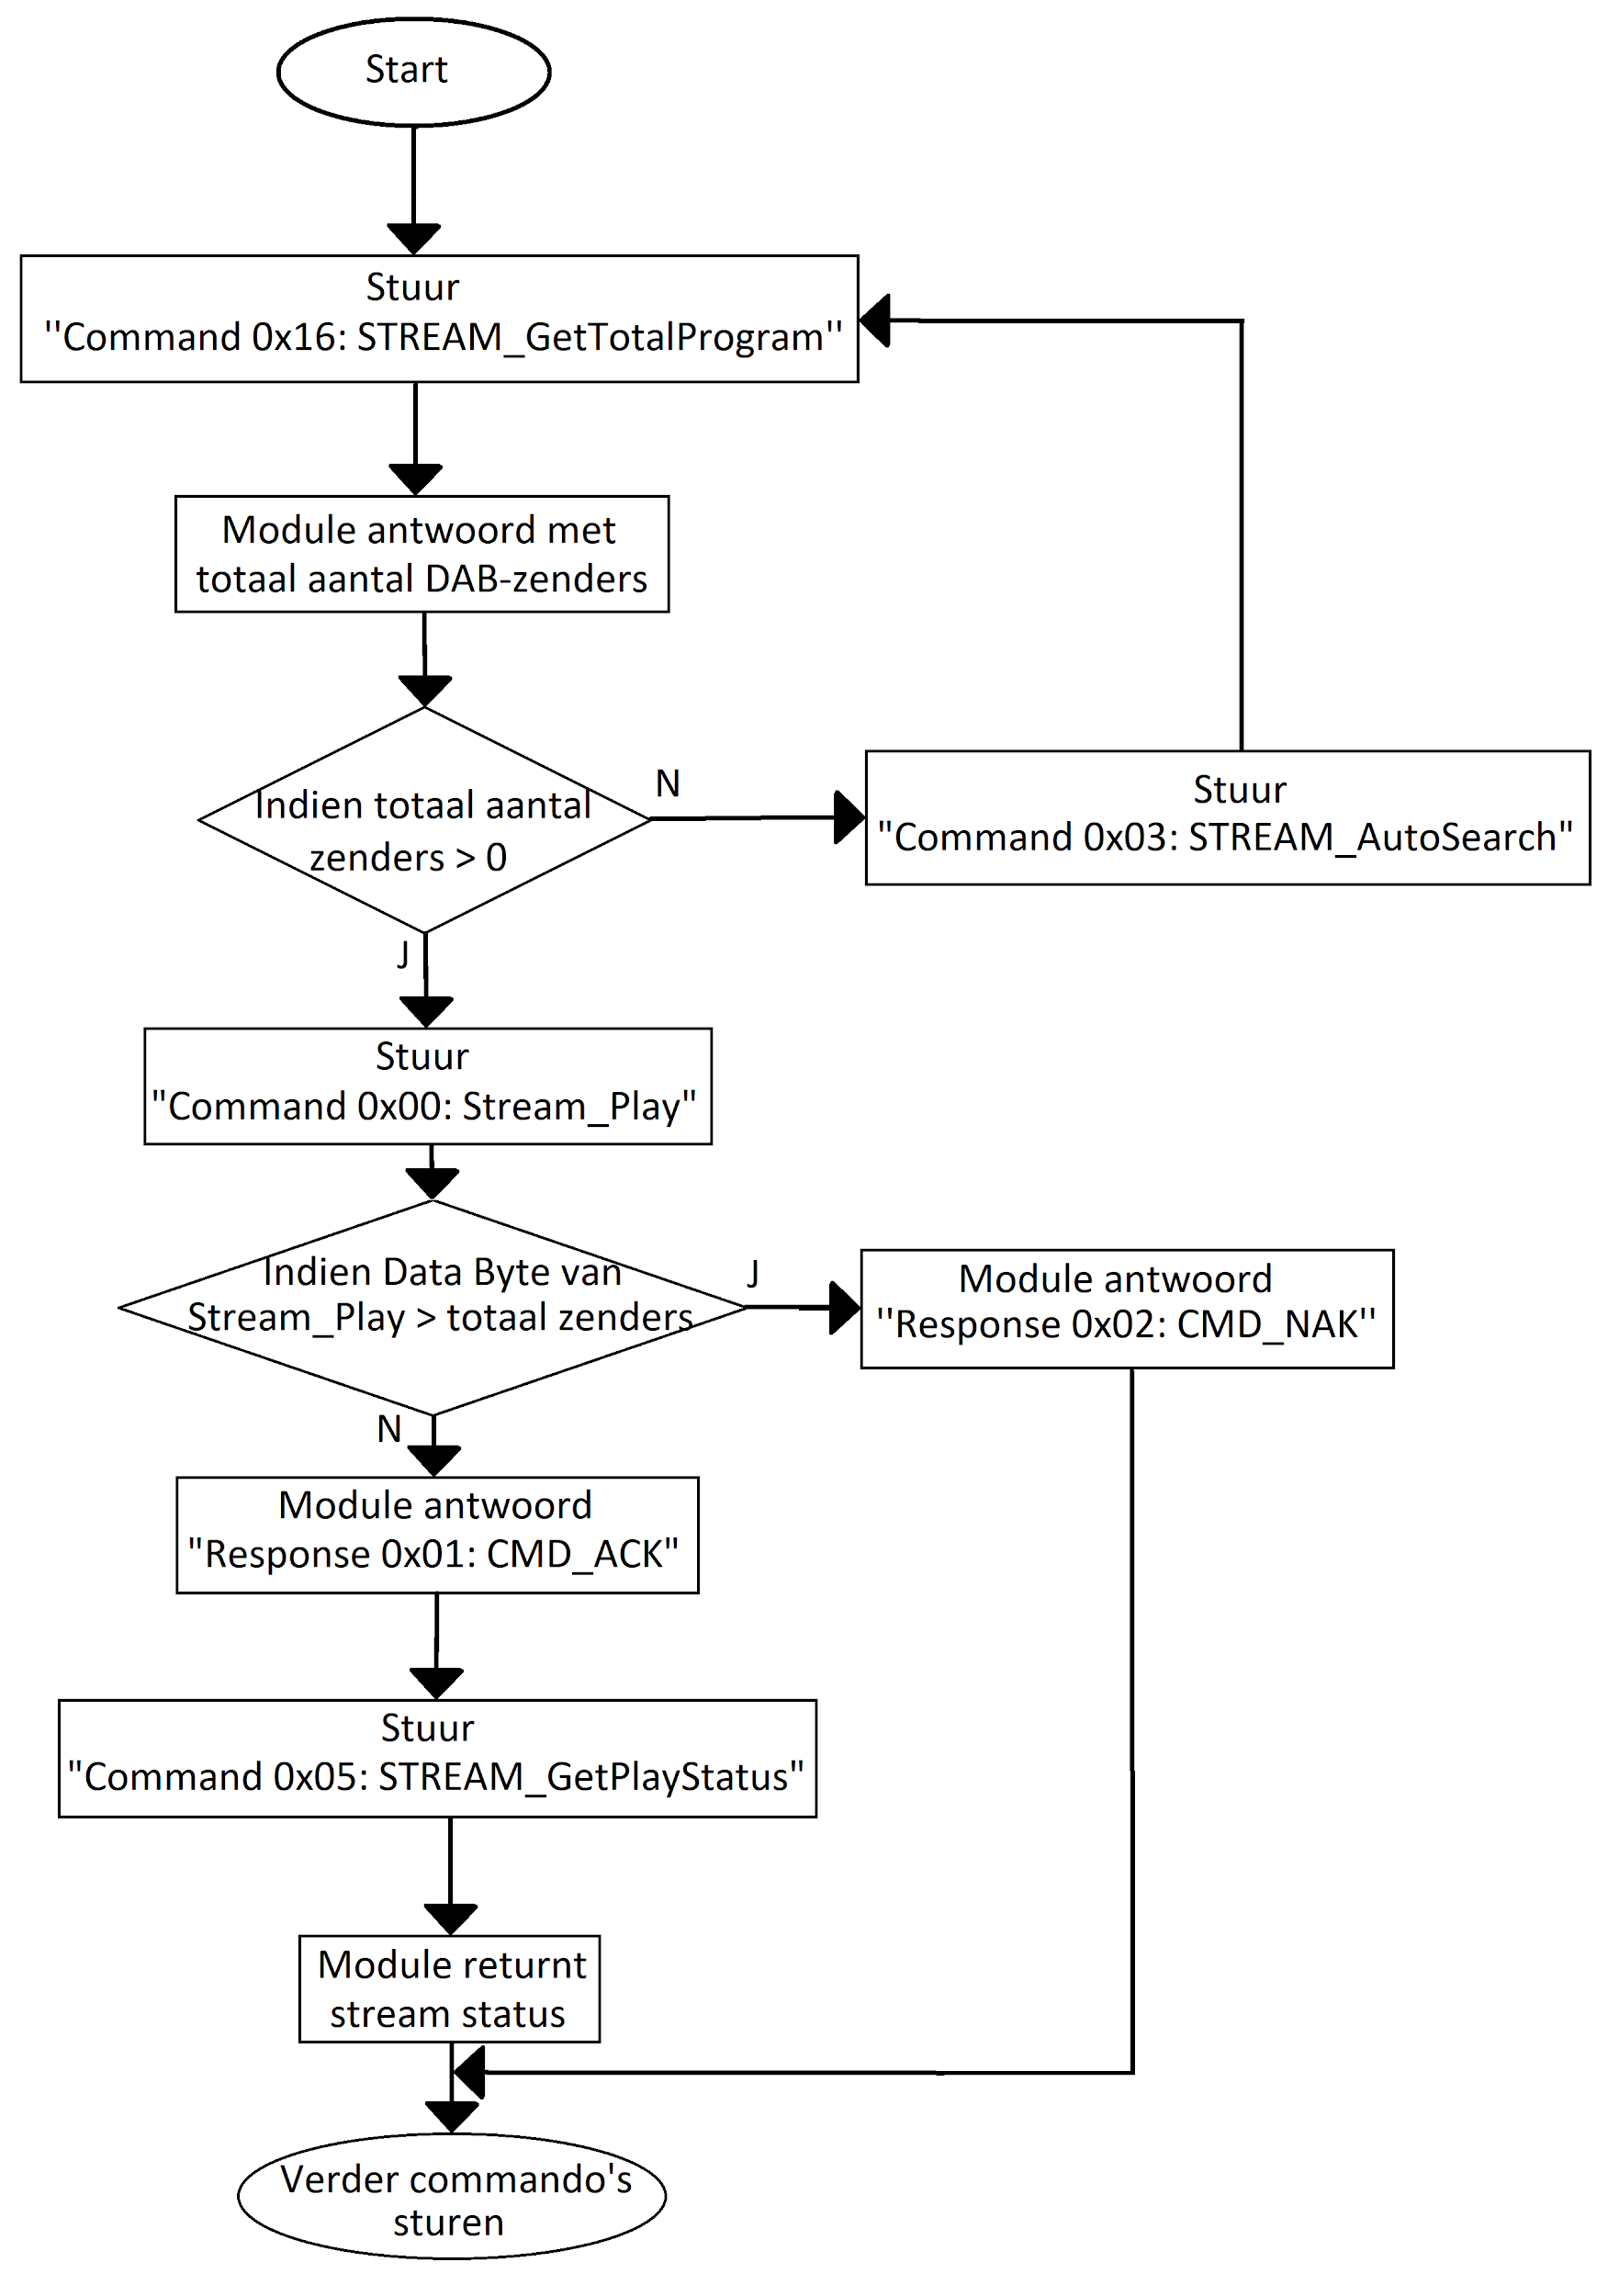 Start
Stuur
''Command 0x16: STREAM_GetTotalProgram''
Module antwoord met
totaal aantal DAB-zenders
Indien totaal aantal
zenders > 0
N
Stuur
"Command 0x03: STREAM_AutoSearch"
J
Stuur
"Command 0x00: Stream_Play"
Indien Data Byte van
Stream_Play > totaal zenders
J
Module antwoord
''Response 0x02: CMD_NAK''
N
Module antwoord
"Response 0x01: CMD_ACK"
Stuur
"Command 0x05: STREAM_GetPlayStatus"
Module returnt
stream status
Verder commando's
sturen